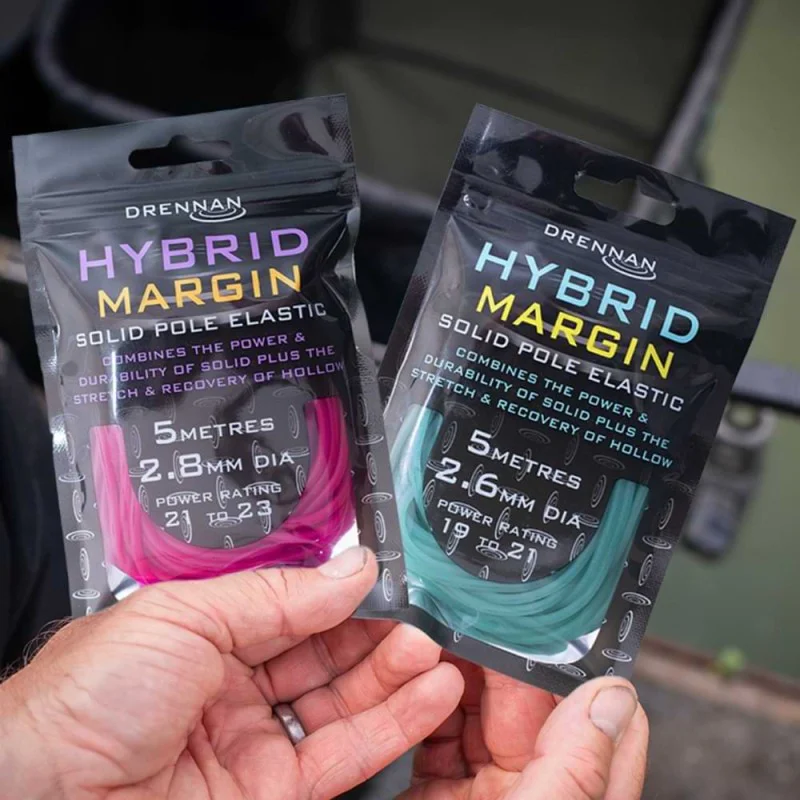 DRENNAN
HYBRID
MARGIN
SOLID POLE ELASTIC
COMBINES THE POWER &
DURABILITY OF SOLID PLUS THE
STRETCH & RECOVERY OF HOLLOW
5METRES
2.8MM DIA
POWER RATING
21 TO 23
DRENNAN
HYBRID
MARGIN
SOLID POLE ELASTIC
COMBINES THE POWER &
DURABILITY OF SOLID PLUS THE
STRETCH & RECOVERY OF HOLLOW
5METRES
2.6MM DIA
POWER RATING
19 TO 21